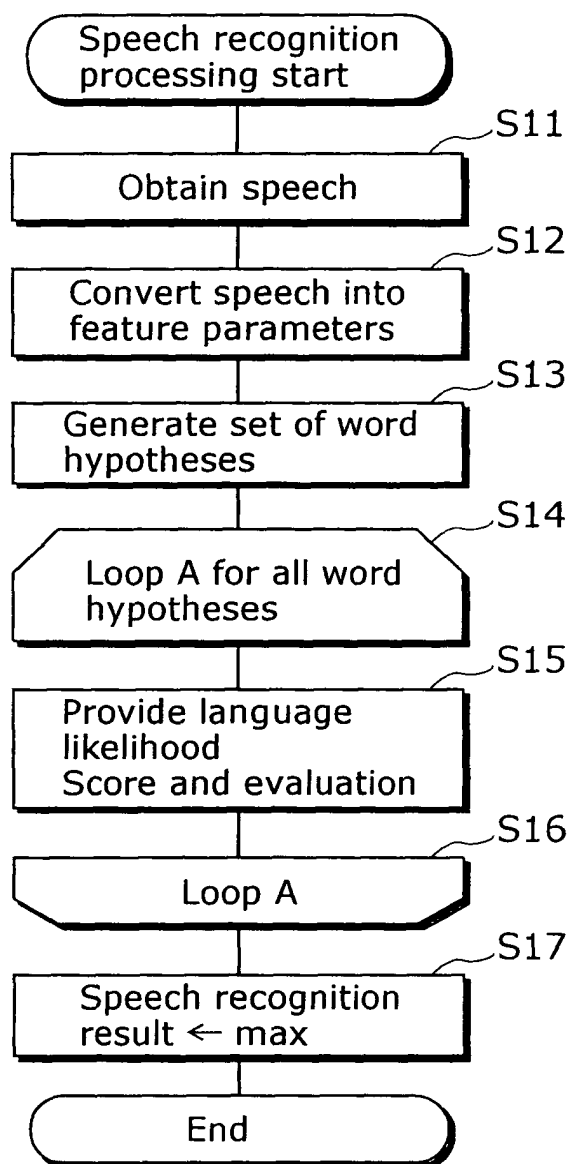 Speech recognition
processing start
S11
Obtain speech
S12
Convert speech into
feature parameters
S13
Generate set of word
hypotheses
S14
Loop A for all word
hypotheses
S15
Provide language
likelihood
Score and evaluation
S16
Loop A
S17
Speech recognition
result ← max
End